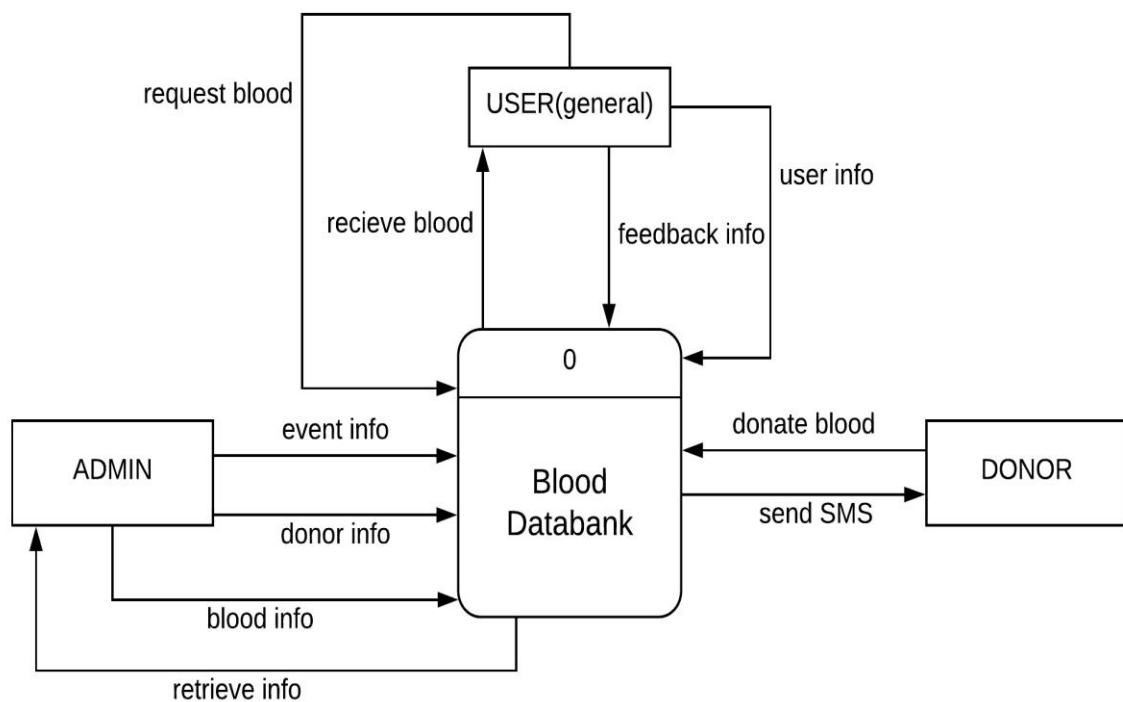 request blood
USER(general)
user info
recieve blood
feedback info
0
event info
donate blood
ADMIN
Blood
Databank
DONOR
send SMS
donor info
blood info
retrieve info